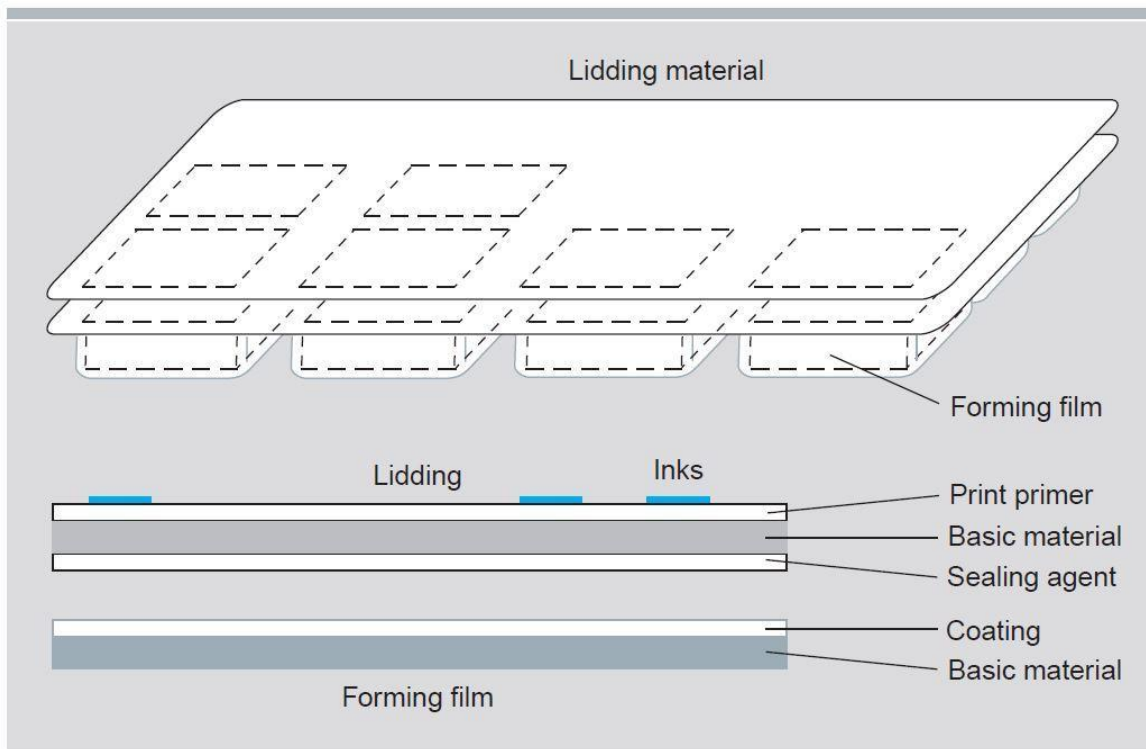 Lidding material
Forming film
Lidding
Inks
Print primer
Basic material
Sealing agent
Coating
Basic material
Forming film